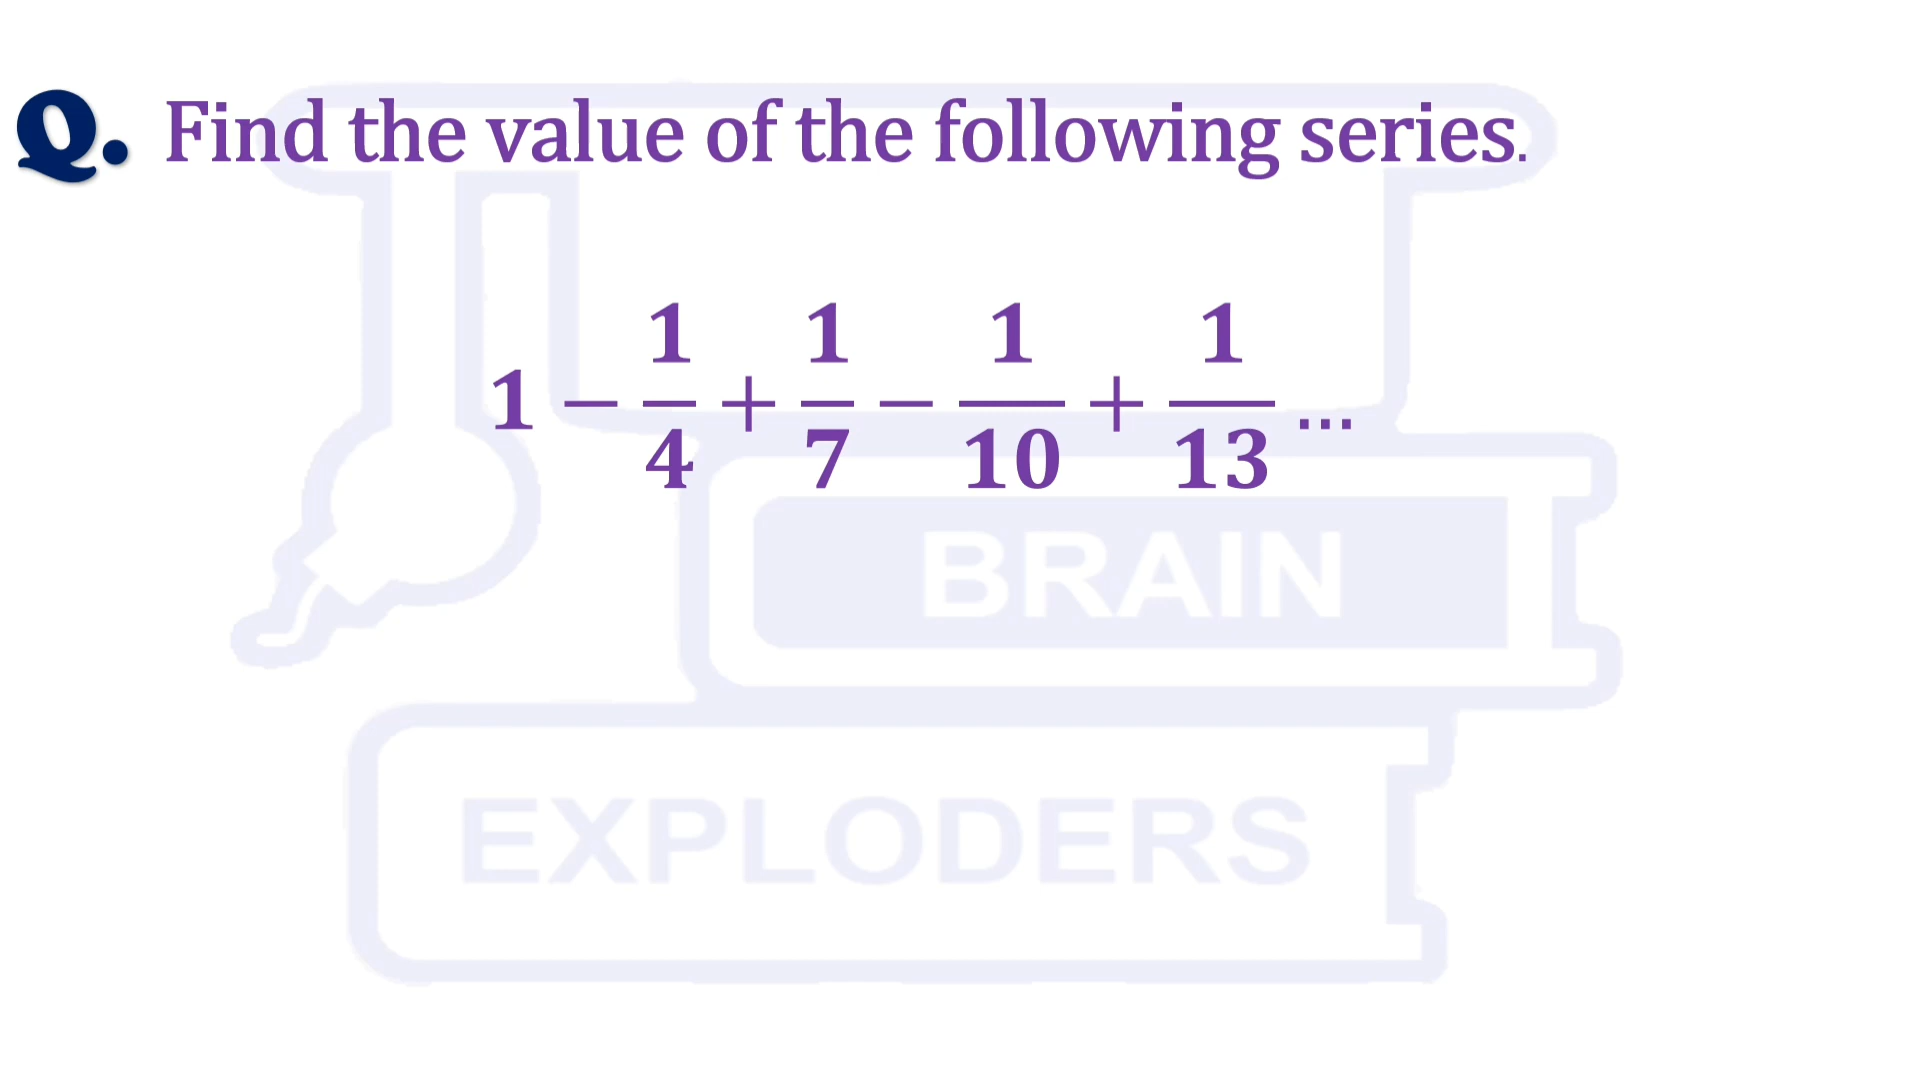 Q. Find the value of the following series.
1 − 1/4 + 1/7 − 1/10 + 1/13 ...
BRAIN
EXPLODERS